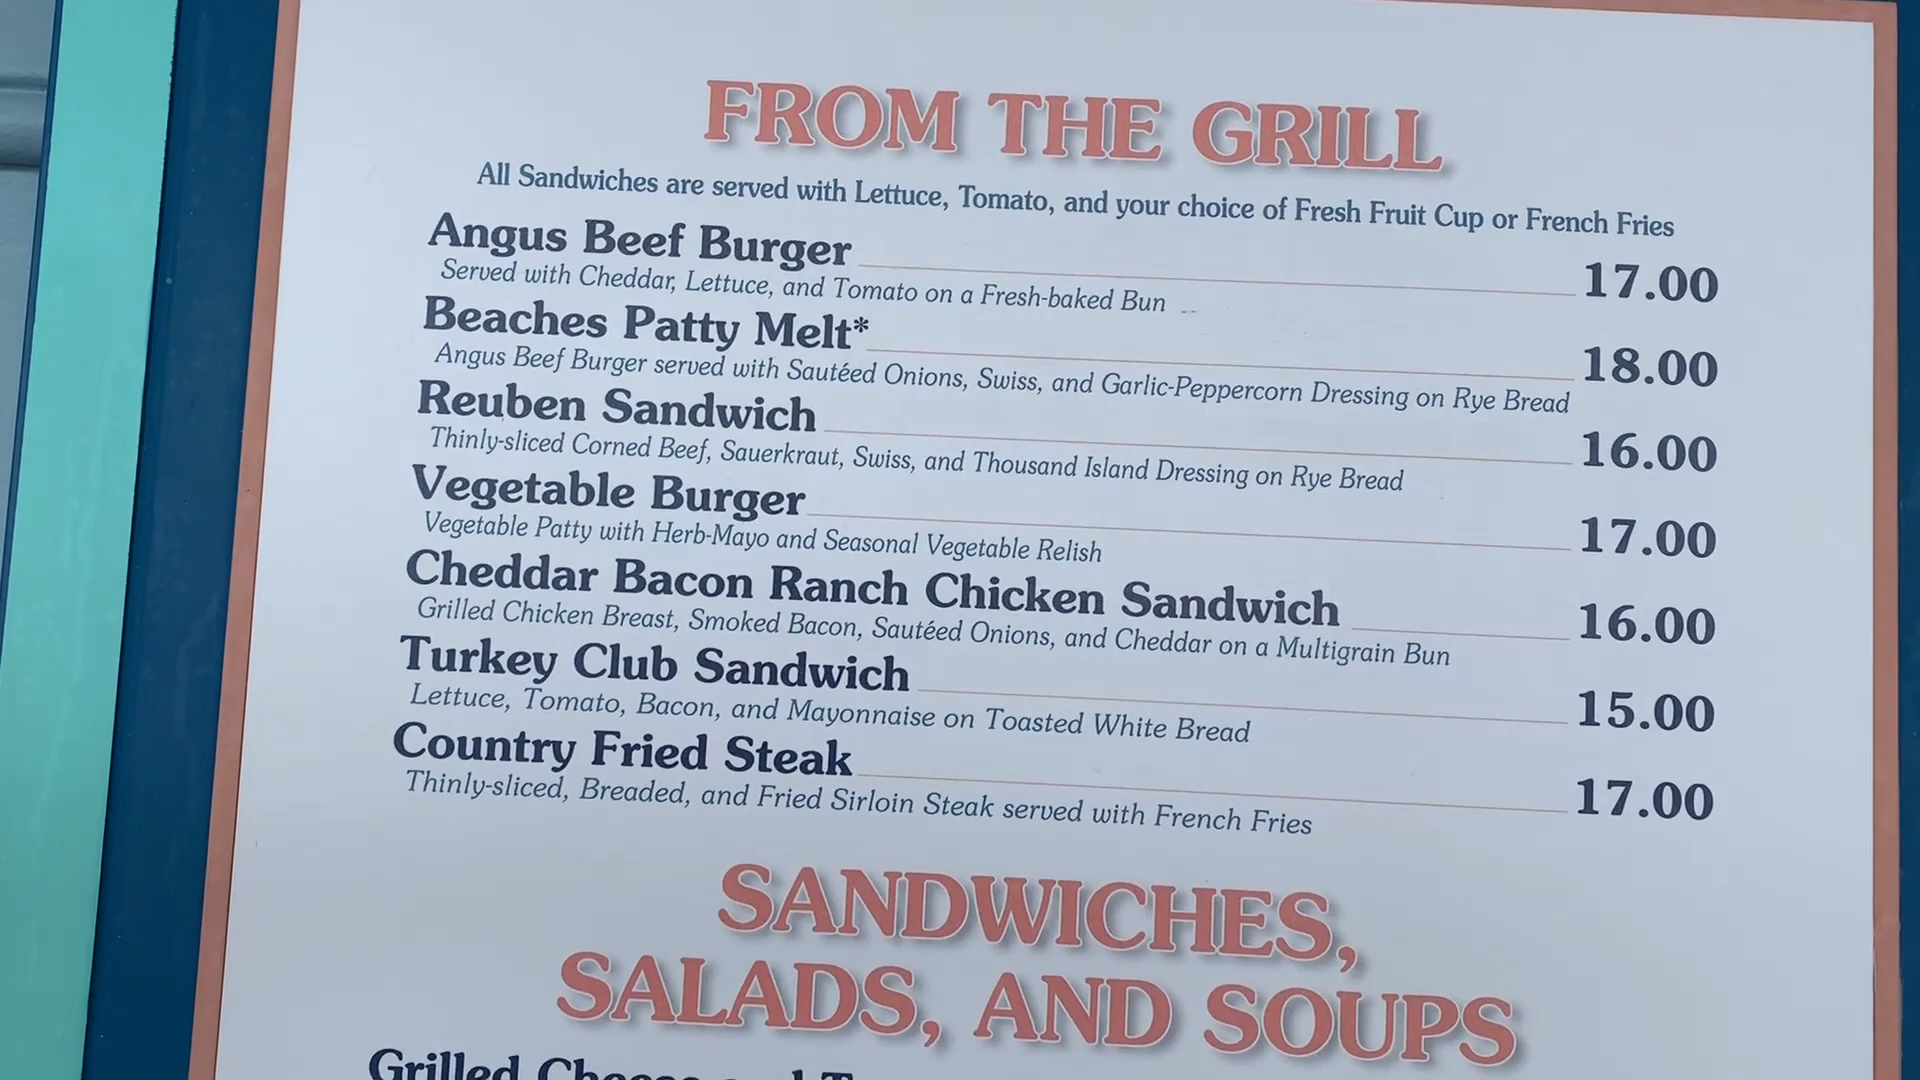 FROM THE GRILL
All Sandwiches are served with Lettuce, Tomato, and your choice of Fresh Fruit Cup or French Fries
Angus Beef Burger 17.00
Served with Cheddar, Lettuce, and Tomato on a Fresh-baked Bun
Beaches Patty Melt* 18.00
Angus Beef Burger served with Sautéed Onions, Swiss, and Garlic-Peppercorn Dressing on Rye Bread
Reuben Sandwich 16.00
Thinly-sliced Corned Beef, Sauerkraut, Swiss, and Thousand Island Dressing on Rye Bread
Vegetable Burger 17.00
Vegetable Patty with Herb-Mayo and Seasonal Vegetable Relish
Cheddar Bacon Ranch Chicken Sandwich 16.00
Grilled Chicken Breast, Smoked Bacon, Sautéed Onions, and Cheddar on a Multigrain Bun
Turkey Club Sandwich 15.00
Lettuce, Tomato, Bacon, and Mayonnaise on Toasted White Bread
Country Fried Steak 17.00
Thinly-sliced, Breaded, and Fried Sirloin Steak served with French Fries
SANDWICHES,
SALADS, AND SOUPS
Grilled Cheese and